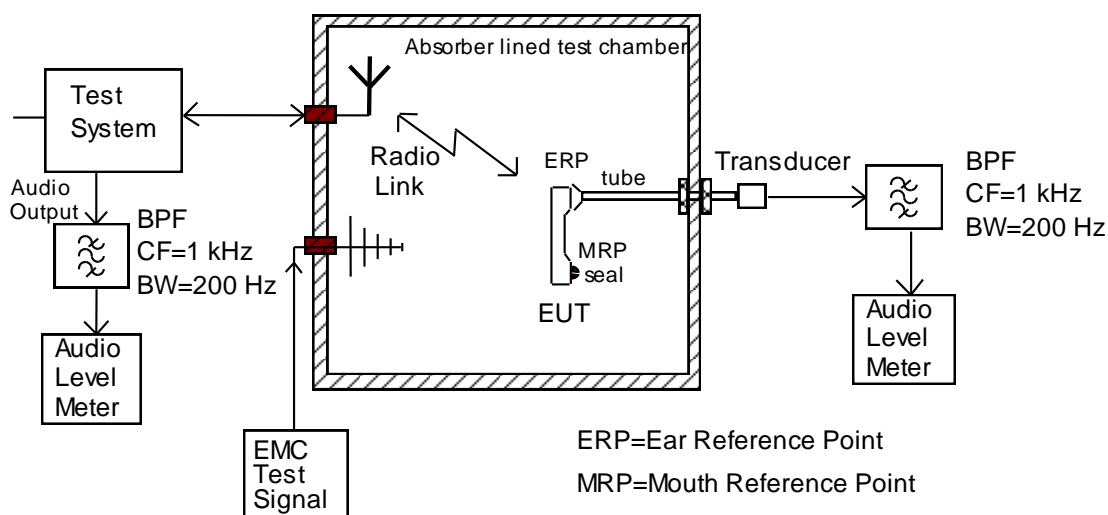 Absorber lined test chamber
Test
System
Audio
Output
BPF
CF=1 kHz
BW=200 Hz
Audio
Level
Meter
EMC
Test
Signal
Radio
Link
ERP
tube
MRP
seal
EUT
Transducer
BPF
CF=1 kHz
BW=200 Hz
Audio
Level
Meter
ERP=Ear Reference Point
MRP=Mouth Reference Point